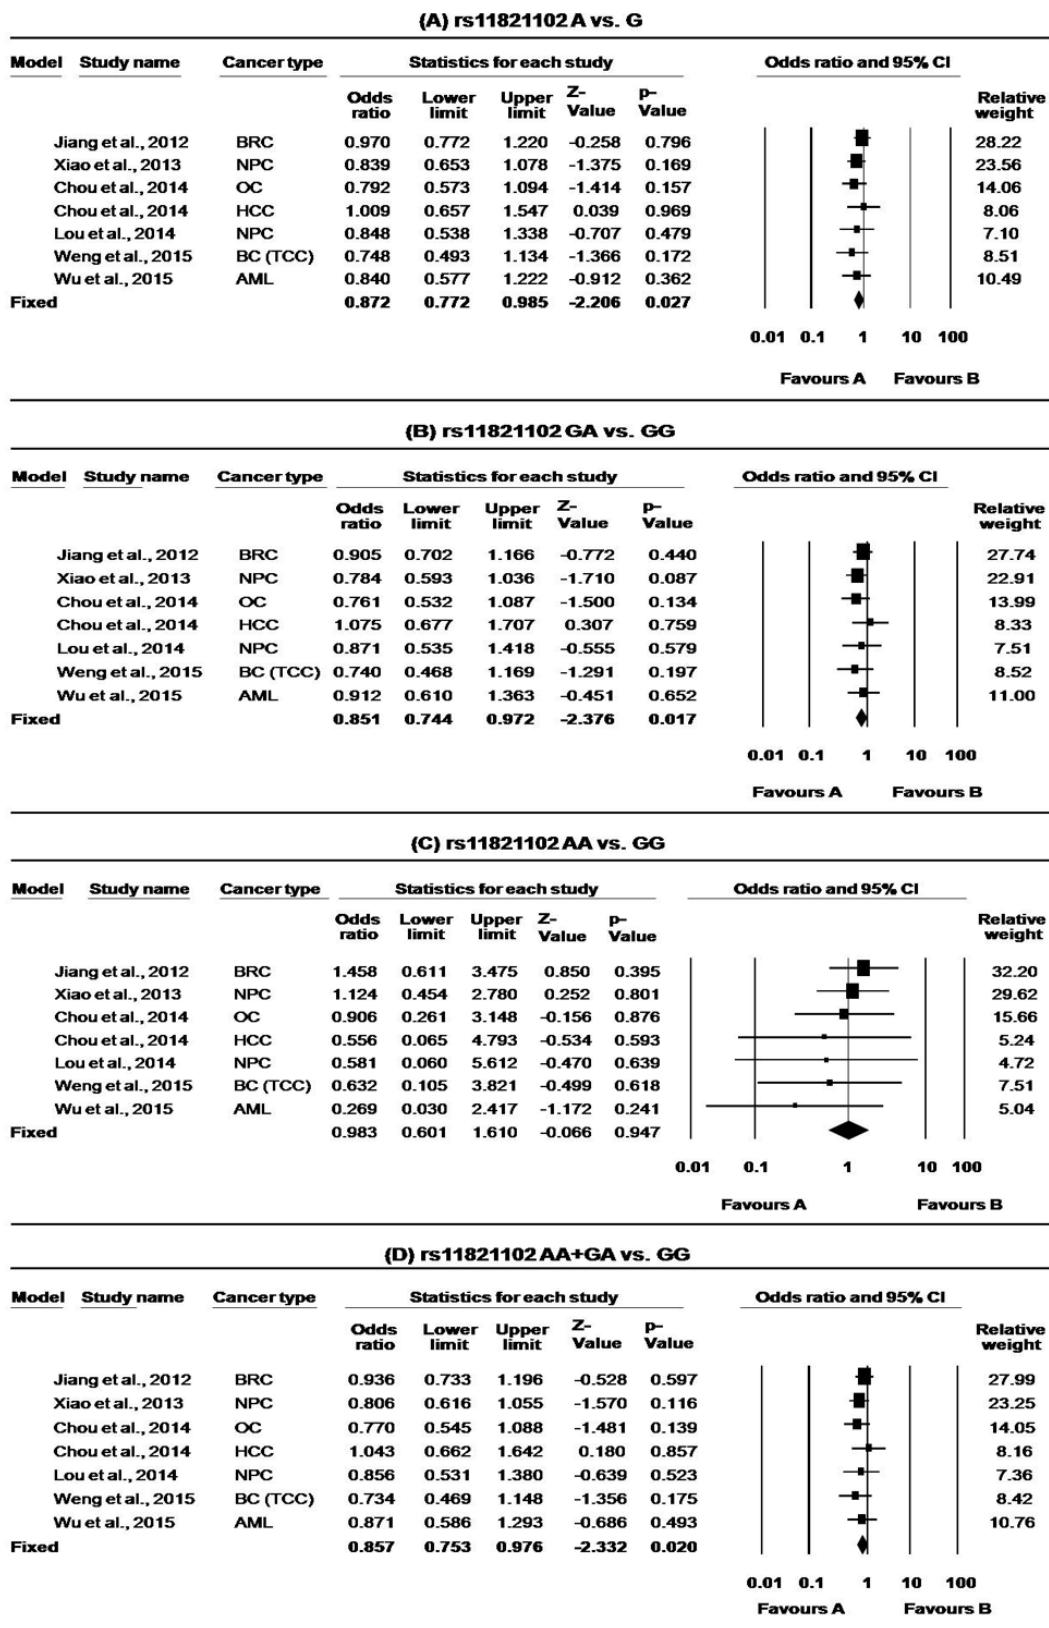 (A) rs11821102 A vs. G
Model Study name Cancer type Statistics for each study Odds ratio and 95% CI
Odds ratio Lower limit Upper limit Z-Value p-Value Relative weight
Jiang et al., 2012 BRC 0.970 0.772 1.220 -0.258 0.796 28.22
Xiao et al., 2013 NPC 0.839 0.653 1.078 -1.375 0.169 23.56
Chou et al., 2014 OC 0.792 0.573 1.094 -1.414 0.157 14.06
Chou et al., 2014 HCC 1.009 0.657 1.547 0.039 0.969 8.06
Lou et al., 2014 NPC 0.848 0.538 1.338 -0.707 0.479 7.10
Weng et al., 2015 BC (TCC) 0.748 0.493 1.134 -1.366 0.172 8.51
Wu et al., 2015 AML 0.840 0.577 1.222 -0.912 0.362 10.49
Fixed 0.872 0.772 0.985 -2.206 0.027
0.01 0.1 1 10 100
Favours A Favours B
(B) rs11821102 GA vs. GG
Model Study name Cancer type Statistics for each study Odds ratio and 95% CI
Odds ratio Lower limit Upper limit Z-Value p-Value Relative weight
Jiang et al., 2012 BRC 0.905 0.702 1.166 -0.772 0.440 27.74
Xiao et al., 2013 NPC 0.784 0.593 1.036 -1.710 0.087 22.91
Chou et al., 2014 OC 0.761 0.532 1.087 -1.500 0.134 13.99
Chou et al., 2014 HCC 1.075 0.677 1.707 0.307 0.759 8.33
Lou et al., 2014 NPC 0.871 0.535 1.418 -0.555 0.579 7.51
Weng et al., 2015 BC (TCC) 0.740 0.468 1.169 -1.291 0.197 8.52
Wu et al., 2015 AML 0.912 0.610 1.363 -0.451 0.652 11.00
Fixed 0.851 0.744 0.972 -2.376 0.017
0.01 0.1 1 10 100
Favours A Favours B
(C) rs11821102 AA vs. GG
Model Study name Cancer type Statistics for each study Odds ratio and 95% CI
Odds ratio Lower limit Upper limit Z-Value p-Value Relative weight
Jiang et al., 2012 BRC 1.458 0.611 3.475 0.850 0.395 32.20
Xiao et al., 2013 NPC 1.124 0.454 2.780 0.252 0.801 29.62
Chou et al., 2014 OC 0.906 0.261 3.148 -0.156 0.876 15.66
Chou et al., 2014 HCC 0.556 0.065 4.793 -0.534 0.593 5.24
Lou et al., 2014 NPC 0.581 0.060 5.612 -0.470 0.639 4.72
Weng et al., 2015 BC (TCC) 0.632 0.105 3.821 -0.499 0.618 7.51
Wu et al., 2015 AML 0.269 0.030 2.417 -1.172 0.241 5.04
Fixed 0.983 0.601 1.610 -0.066 0.947
0.01 0.1 1 10 100
Favours A Favours B
(D) rs11821102 AA+GA vs. GG
Model Study name Cancer type Statistics for each study Odds ratio and 95% CI
Odds ratio Lower limit Upper limit Z-Value p-Value Relative weight
Jiang et al., 2012 BRC 0.936 0.733 1.196 -0.528 0.597 27.99
Xiao et al., 2013 NPC 0.806 0.616 1.055 -1.570 0.116 23.25
Chou et al., 2014 OC 0.770 0.545 1.088 -1.481 0.139 14.05
Chou et al., 2014 HCC 1.043 0.662 1.642 0.180 0.857 8.16
Lou et al., 2014 NPC 0.856 0.531 1.380 -0.639 0.523 7.36
Weng et al., 2015 BC (TCC) 0.734 0.469 1.148 -1.356 0.175 8.42
Wu et al., 2015 AML 0.871 0.586 1.293 -0.686 0.493 10.76
Fixed 0.857 0.753 0.976 -2.332 0.020
0.01 0.1 1 10 100
Favours A Favours B